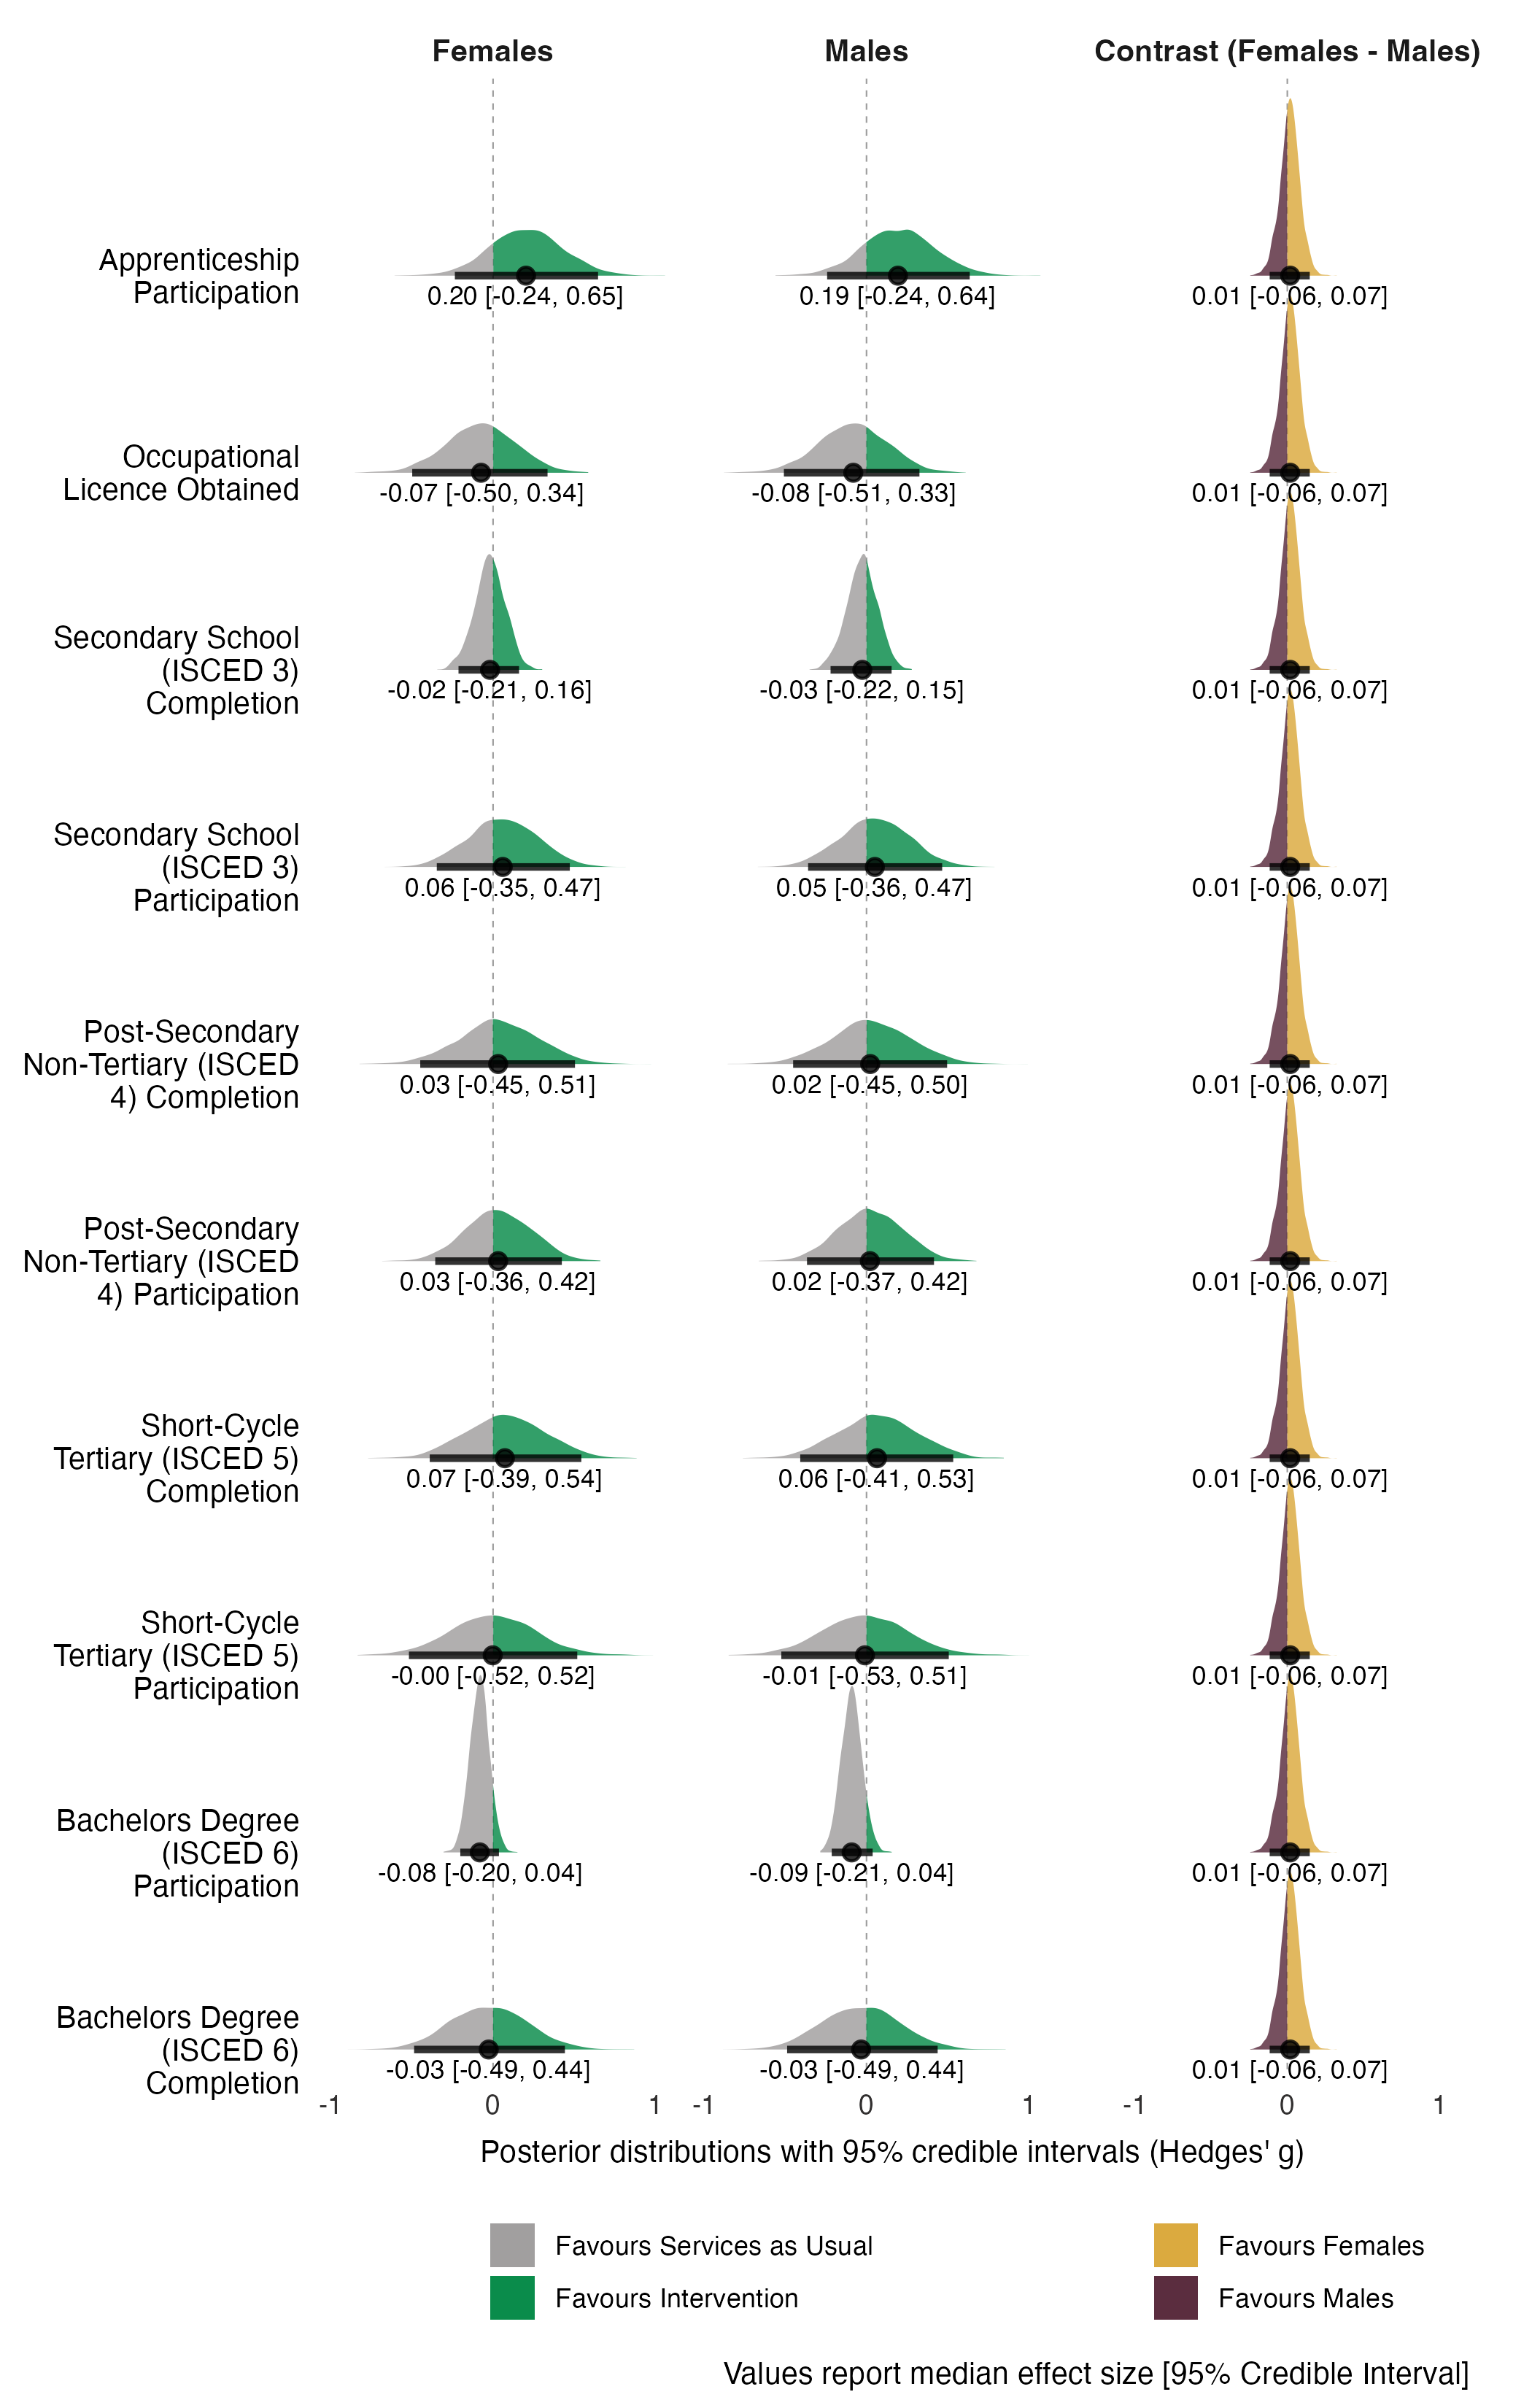 Females Males Contrast (Females - Males)
Apprenticeship
Participation
0.20 [-0.24, 0.65] 0.19 [-0.24, 0.64] 0.01 [-0.06, 0.07]
Occupational
Licence Obtained
-0.07 [-0.50, 0.34] -0.08 [-0.51, 0.33] 0.01 [-0.06, 0.07]
Secondary School
(ISCED 3)
Completion
-0.02 [-0.21, 0.16] -0.03 [-0.22, 0.15] 0.01 [-0.06, 0.07]
Secondary School
(ISCED 3)
Participation
0.06 [-0.35, 0.47] 0.05 [-0.36, 0.47] 0.01 [-0.06, 0.07]
Post-Secondary
Non-Tertiary (ISCED
4) Completion
0.03 [-0.45, 0.51] 0.02 [-0.45, 0.50] 0.01 [-0.06, 0.07]
Post-Secondary
Non-Tertiary (ISCED
4) Participation
0.03 [-0.36, 0.42] 0.02 [-0.37, 0.42] 0.01 [-0.06, 0.07]
Short-Cycle
Tertiary (ISCED 5)
Completion
0.07 [-0.39, 0.54] 0.06 [-0.41, 0.53] 0.01 [-0.06, 0.07]
Short-Cycle
Tertiary (ISCED 5)
Participation
-0.00 [-0.52, 0.52] -0.01 [-0.53, 0.51] 0.01 [-0.06, 0.07]
Bachelors Degree
(ISCED 6)
Participation
-0.08 [-0.20, 0.04] -0.09 [-0.21, 0.04] 0.01 [-0.06, 0.07]
Bachelors Degree
(ISCED 6)
Completion
-0.03 [-0.49, 0.44] -0.03 [-0.49, 0.44] 0.01 [-0.06, 0.07]
-1 0 1 -1 0 1 -1 0 1
Posterior distributions with 95% credible intervals (Hedges' g)
Favours Services as Usual
Favours Intervention
Favours Females
Favours Males
Values report median effect size [95% Credible Interval]